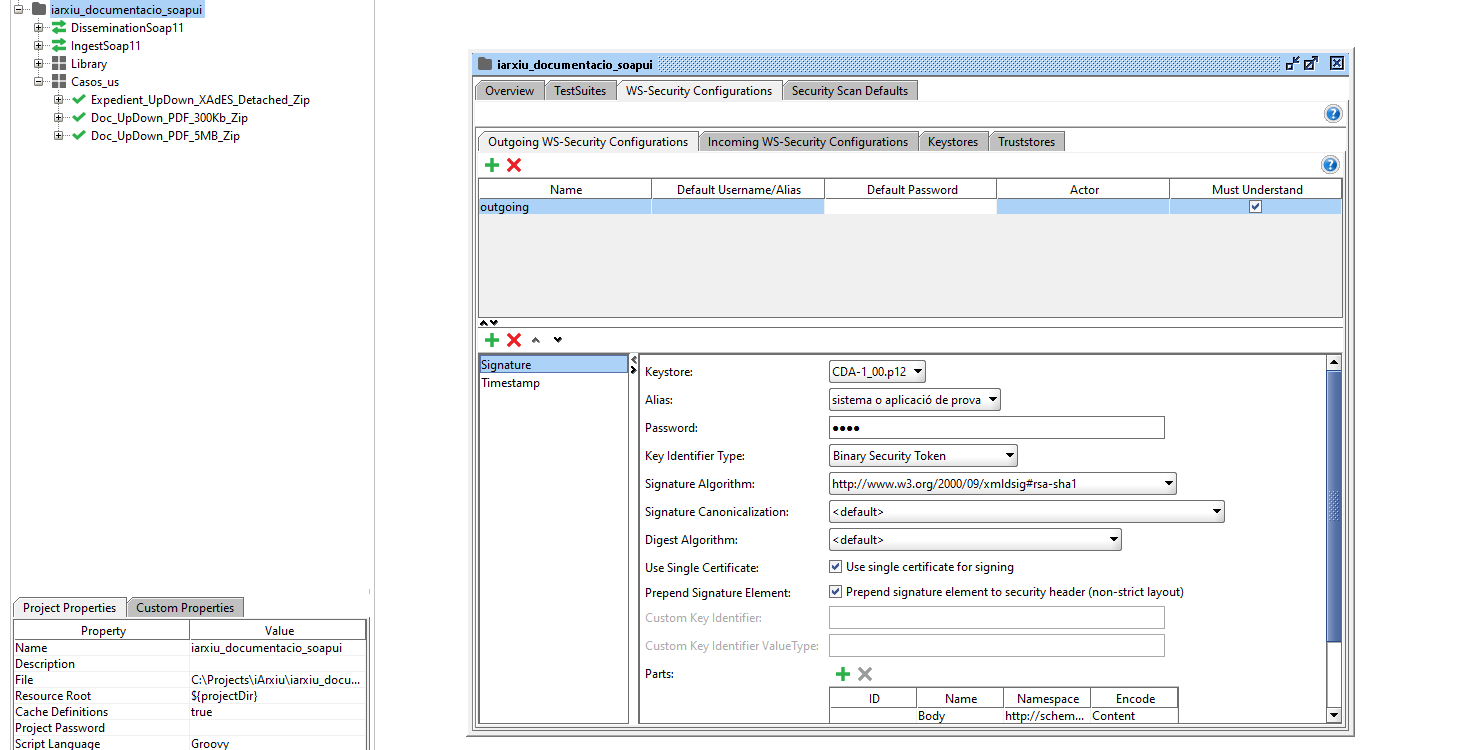 iarxiu_documentacio_soapui
DisseminationSoap11
IngestSoap11
Library
Casos_us
Expedient_UpDown_XAdES_Detached_Zip
Doc_UpDown_PDF_300Kb_Zip
Doc_UpDown_PDF_5MB_Zip
Project Properties Custom Properties
Property Value
Name iarxiu_documentacio_soapui
Description
File C:\Projects\iArxiu\iarxiu_docu...
Resource Root ${projectDir}
Cache Definitions true
Project Password
Script Language Groovy
iarxiu_documentacio_soapui
Overview TestSuites WS-Security Configurations Security Scan Defaults
Outgoing WS-Security Configurations Incoming WS-Security Configurations Keystores Truststores
Name Default Username/Alias Default Password Actor Must Understand
outgoing
Signature
Timestamp
Keystore: CDA-1_00.p12
Alias: sistema o aplicació de prova
Password: ●●●●
Key Identifier Type: Binary Security Token
Signature Algorithm: http://www.w3.org/2000/09/xmldsig#rsa-sha1
Signature Canonicalization: <default>
Digest Algorithm: <default>
Use Single Certificate: Use single certificate for signing
Prepend Signature Element: Prepend signature element to security header (non-strict layout)
Custom Key Identifier:
Custom Key Identifier ValueType:
Parts:
ID Name Namespace Encode
Body http://schem... Content